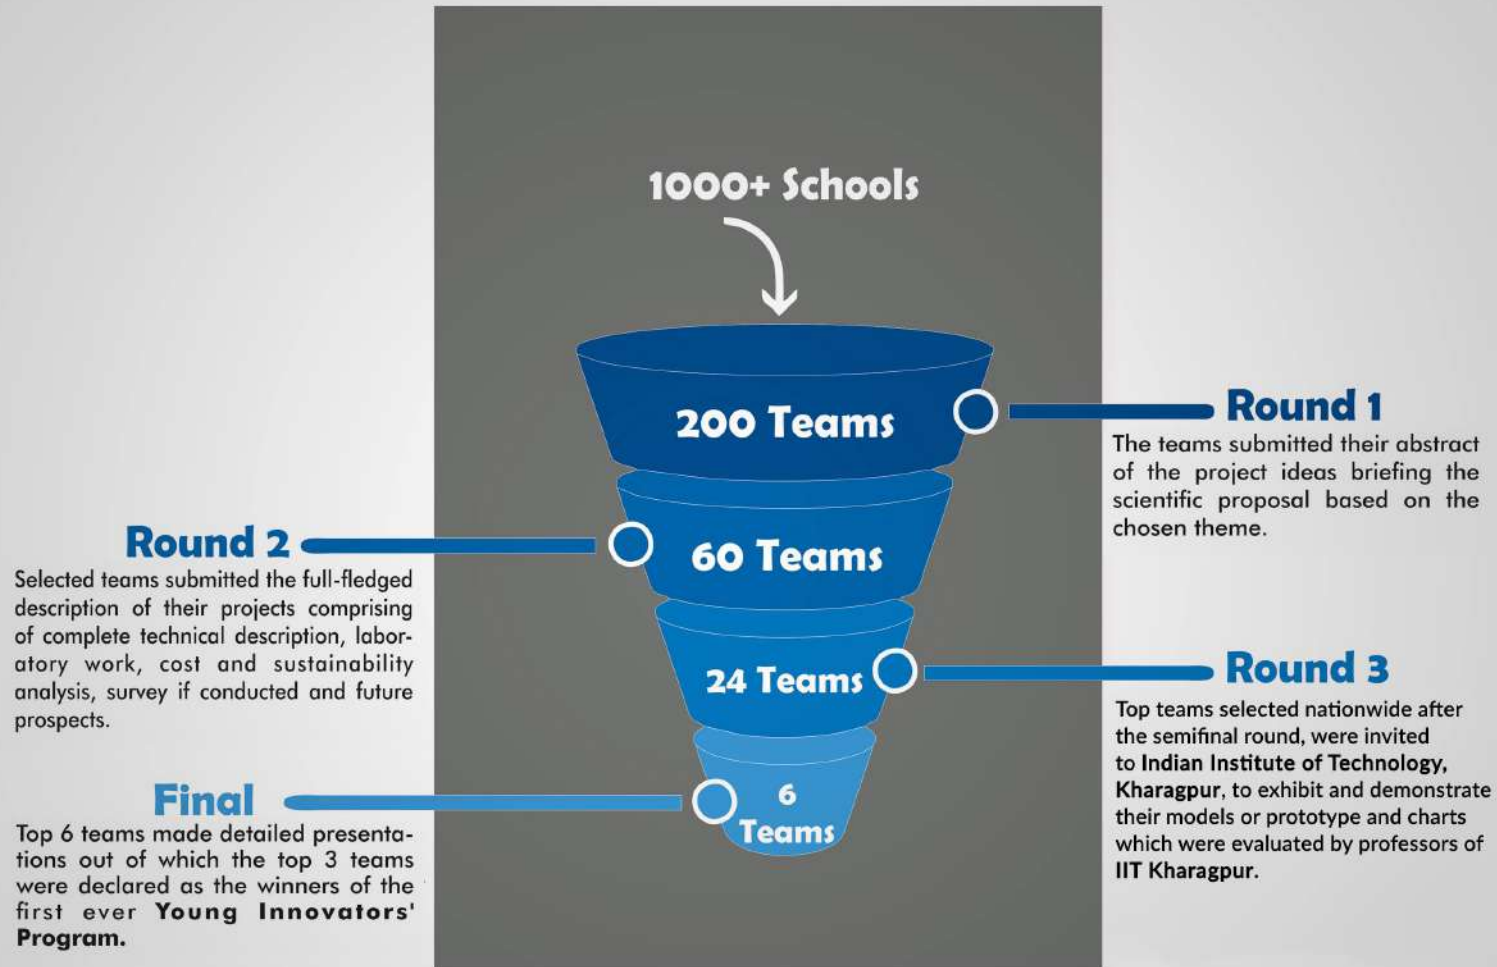 1000+ Schools
200 Teams
Round 1
The teams submitted their abstract
of the project ideas briefing the
scientific proposal based on the
chosen theme.
Round 2
Selected teams submitted the full-fledged
description of their projects comprising
of complete technical description, labor-
atory work, cost and sustainability
analysis, survey if conducted and future
prospects.
60 Teams
24 Teams
Round 3
Top teams selected nationwide after
the semifinal round, were invited
to Indian Institute of Technology,
Kharagpur, to exhibit and demonstrate
their models or prototype and charts
which were evaluated by professors of
IIT Kharagpur.
Final
Top 6 teams made detailed presenta-
tions out of which the top 3 teams
were declared as the winners of the
first ever Young Innovators'
Program.
6
Teams